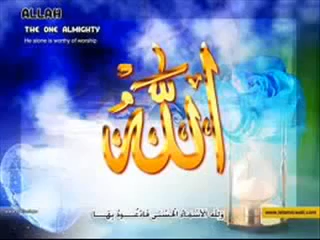 ALLAH
THE ONE ALMIGHTY
He alone is worthy of worship
الله
ولله الأسماء الحسنى فادعوه بها